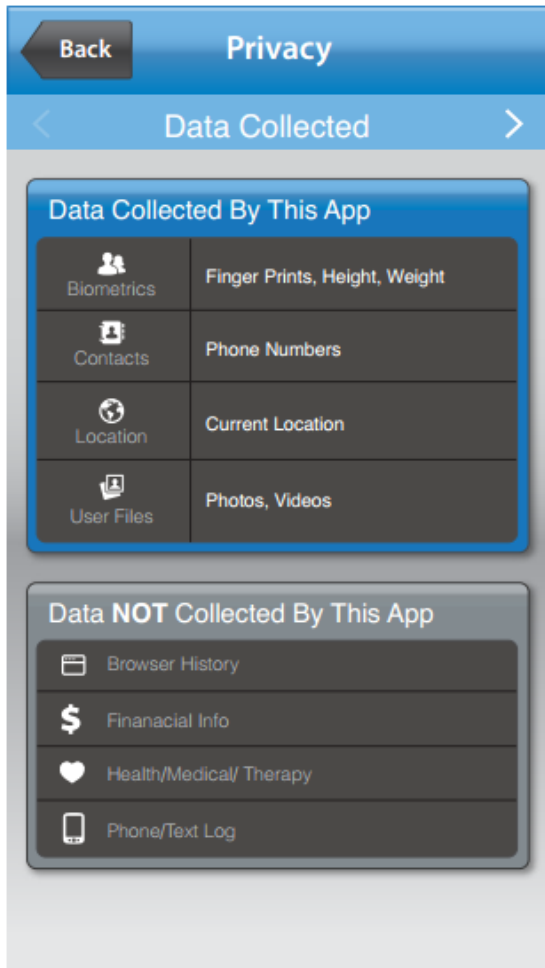 Back
Privacy
Data Collected
Data Collected By This App
Biometrics
Finger Prints, Height, Weight
Contacts
Phone Numbers
Location
Current Location
User Files
Photos, Videos
Data NOT Collected By This App
Browser History
$ Finanacial Info
Health/Medical/ Therapy
Phone/Text Log